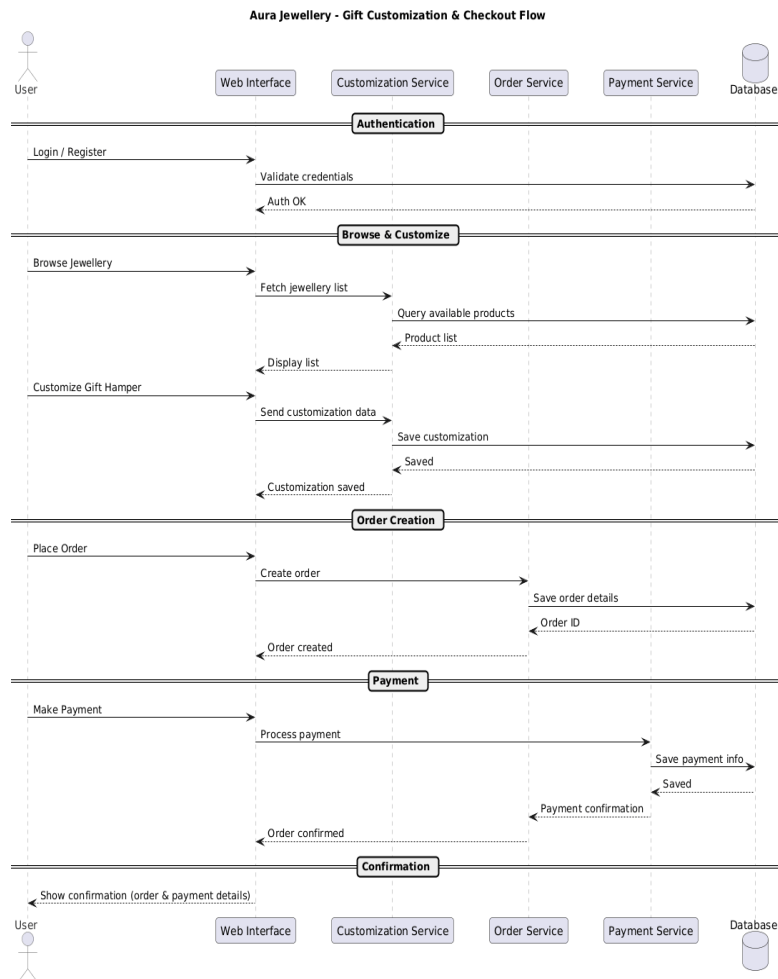 Aura Jewellery - Gift Customization & Checkout Flow
User
Web Interface
Customization Service
Order Service
Payment Service
Database
Authentication
Login / Register
Validate credentials
Auth OK
Browse & Customize
Browse Jewellery
Fetch jewellery list
Query available products
Product list
Display list
Customize Gift Hamper
Send customization data
Save customization
Saved
Customization saved
Order Creation
Place Order
Create order
Save order details
Order ID
Order created
Payment
Make Payment
Process payment
Save payment info
Saved
Payment confirmation
Order confirmed
Confirmation
Show confirmation (order & payment details)
User
Web Interface
Customization Service
Order Service
Payment Service
Database